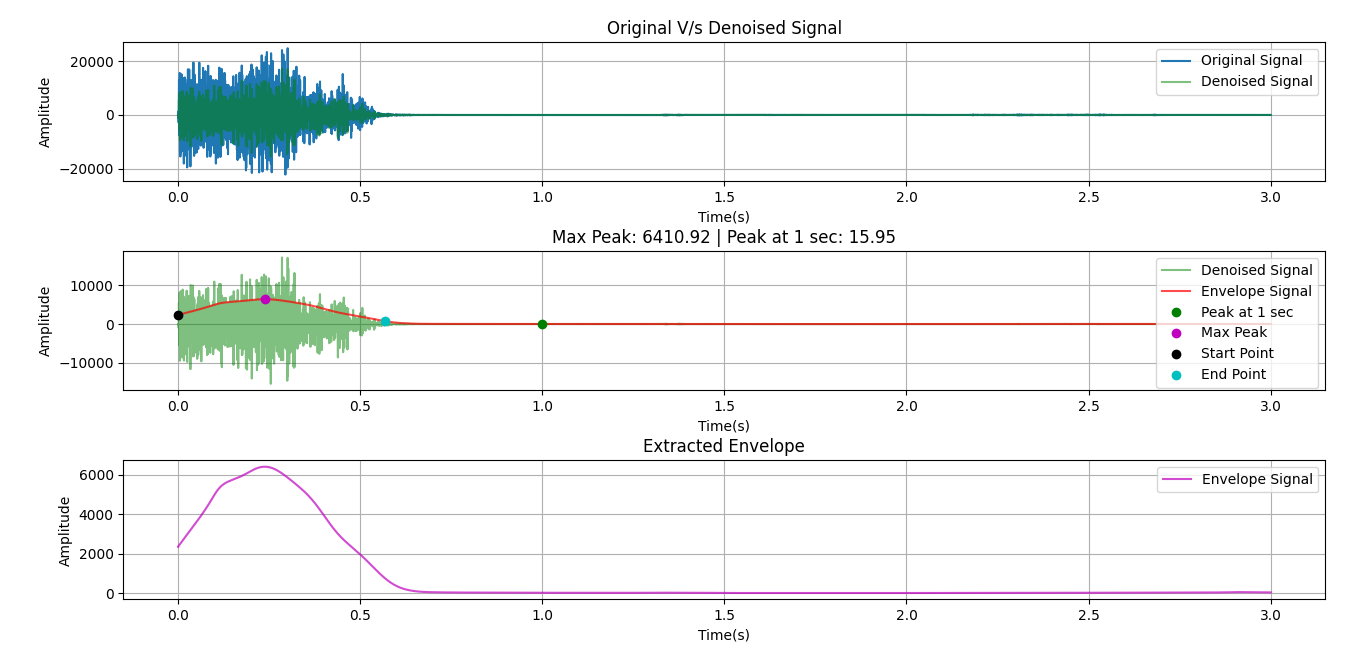 Original V/s Denoised Signal
20000
0
−20000
Amplitude
Original Signal
Denoised Signal
0.0 0.5 1.0 1.5 2.0 2.5 3.0
Time(s)
Max Peak: 6410.92 | Peak at 1 sec: 15.95
10000
0
−10000
Amplitude
Denoised Signal
Envelope Signal
Peak at 1 sec
Max Peak
Start Point
End Point
0.0 0.5 1.0 1.5 2.0 2.5 3.0
Time(s)
Extracted Envelope
6000
4000
2000
0
Amplitude
Envelope Signal
0.0 0.5 1.0 1.5 2.0 2.5 3.0
Time(s)